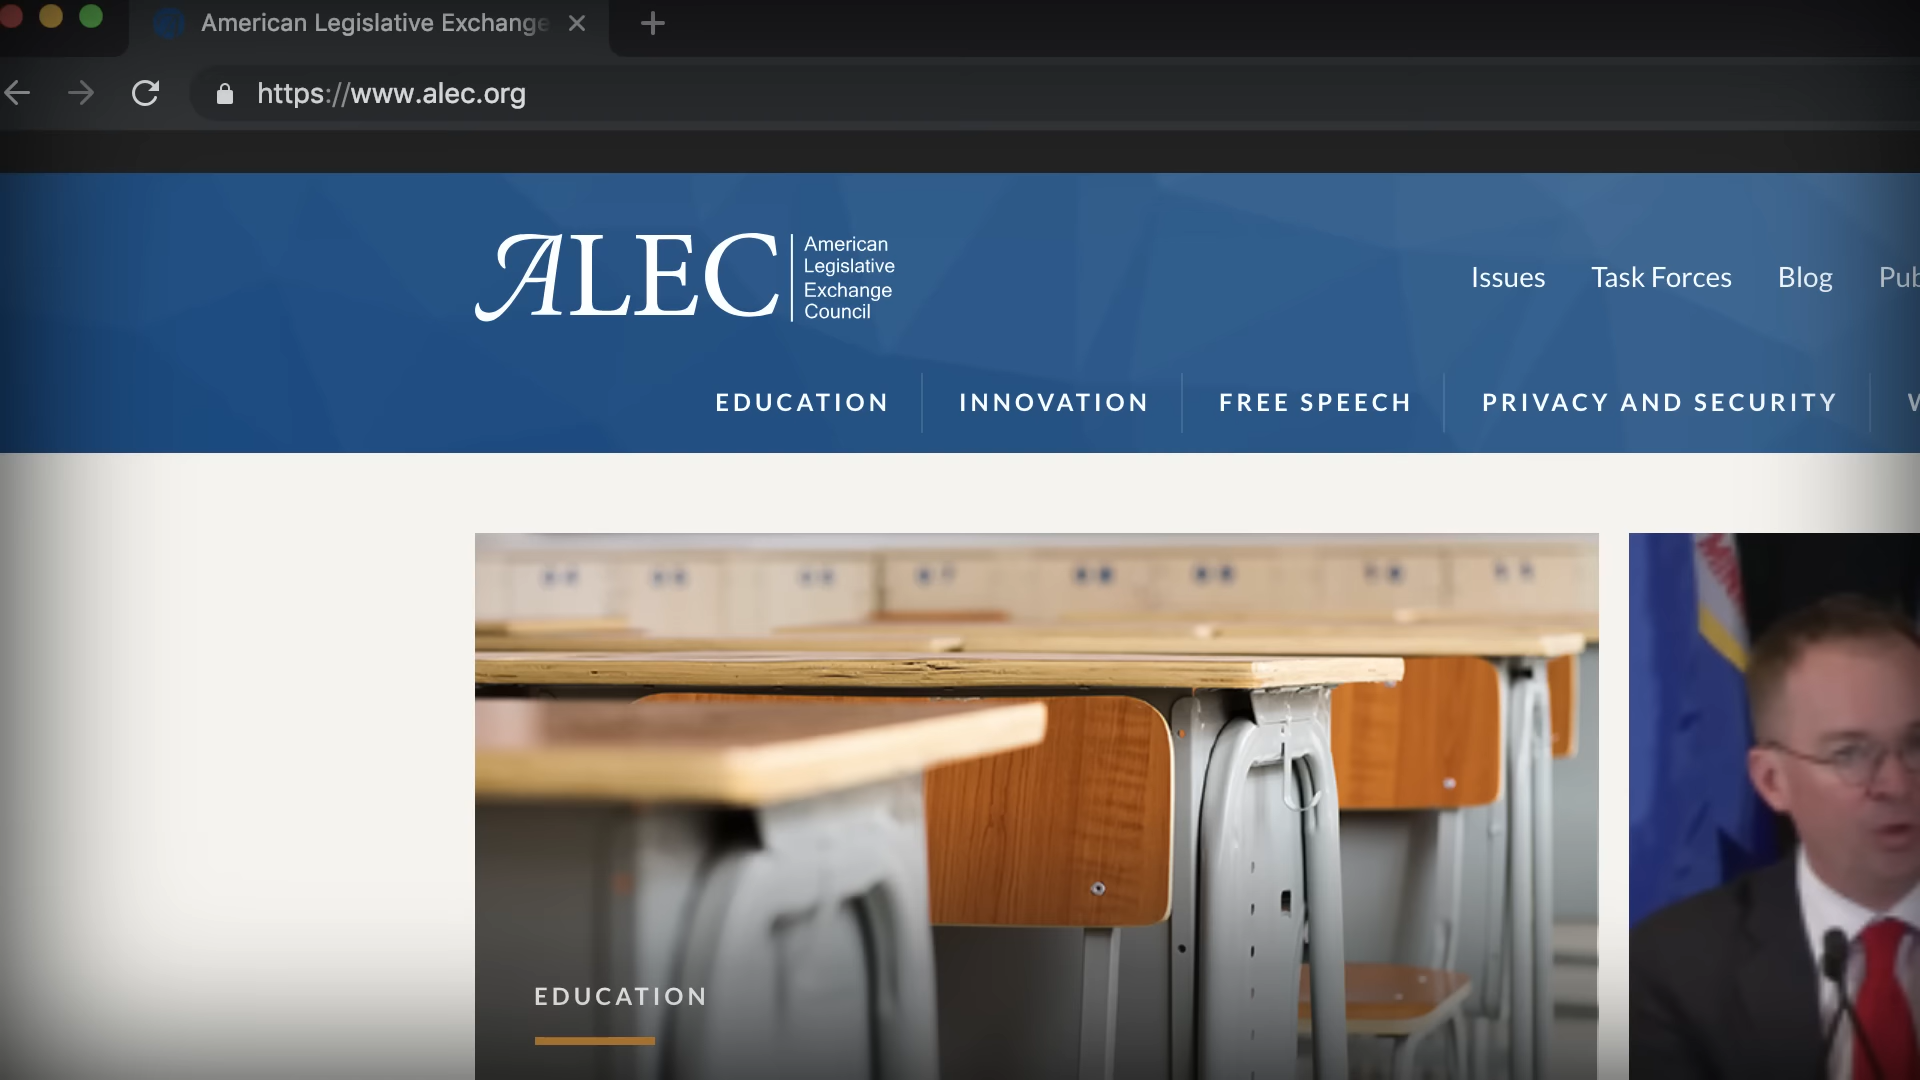 American Legislative Exchange
https://www.alec.org
ALEC
American
Legislative
Exchange
Council
Issues Task Forces Blog
EDUCATION INNOVATION FREE SPEECH PRIVACY AND SECURITY
EDUCATION